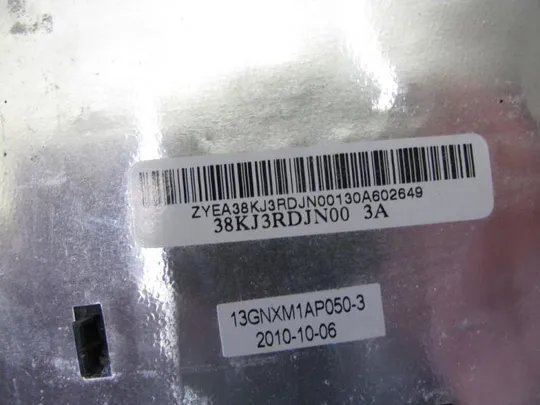 ZYEA38KJ3RDJN00130A602649
38KJ3RDJN00 3A
13GNXM1AP050-3
2010-10-06